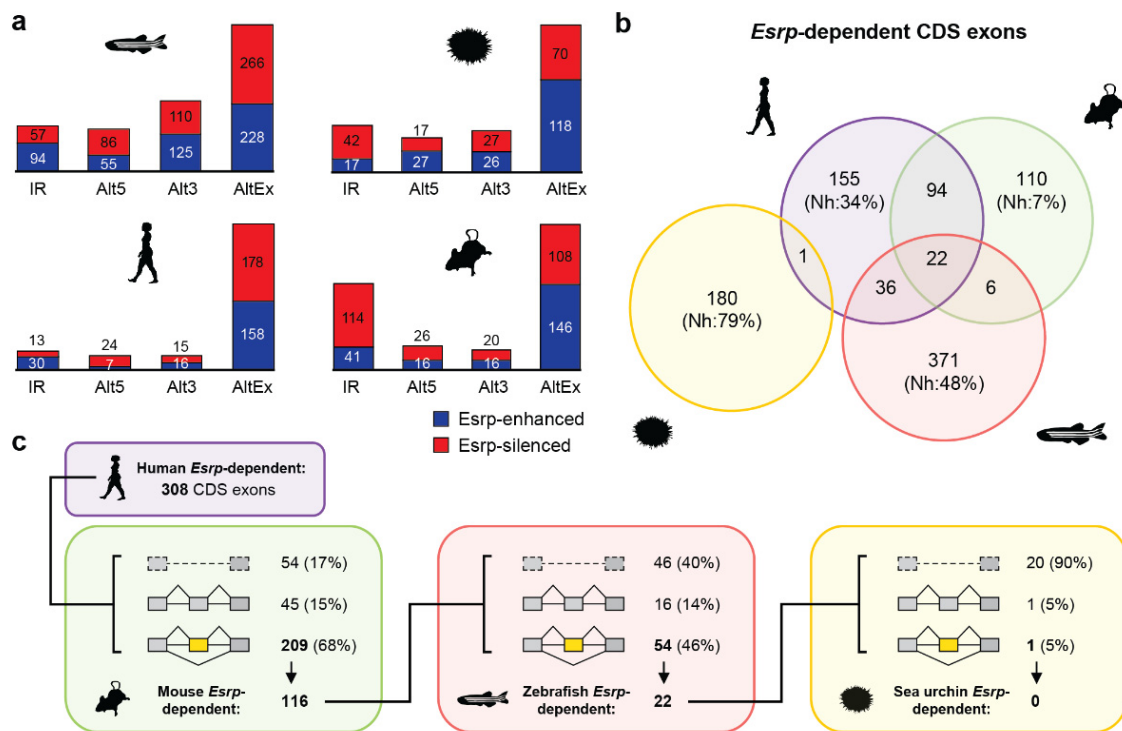 a
266
228
110
125
86
55
57
94
IR Alt5 Alt3 AltEx
70
118
42
17
17
27
27
26
IR Alt5 Alt3 AltEx
178
158
13
30
24
7
15
16
IR Alt5 Alt3 AltEx
108
146
114
41
26
16
20
16
IR Alt5 Alt3 AltEx
Esrp-enhanced
Esrp-silenced
b
Esrp-dependent CDS exons
155
(Nh:34%)
94
110
(Nh:7%)
1
22
36
6
180
(Nh:79%)
371
(Nh:48%)
c
Human Esrp-dependent:
308 CDS exons
54 (17%)
45 (15%)
209 (68%)
Mouse Esrp-
dependent:
116
46 (40%)
16 (14%)
54 (46%)
Zebrafish Esrp-
dependent:
22
20 (90%)
1 (5%)
1 (5%)
Sea urchin Esrp-
dependent:
0